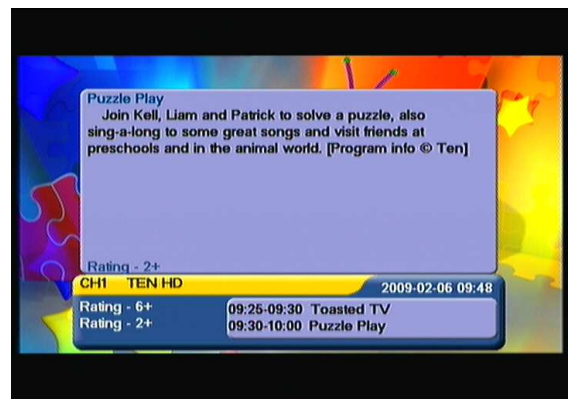 Puzzle Play
Join Kell, Liam and Patrick to solve a puzzle, also
sing-a-long to some great songs and visit friends at
preschools and in the animal world. [Program info © Ten]
Rating - 2+
CH1 TEN HD
2009-02-06 09:48
Rating - 6+ 09:25-09:30 Toasted TV
Rating - 2+ 09:30-10:00 Puzzle Play